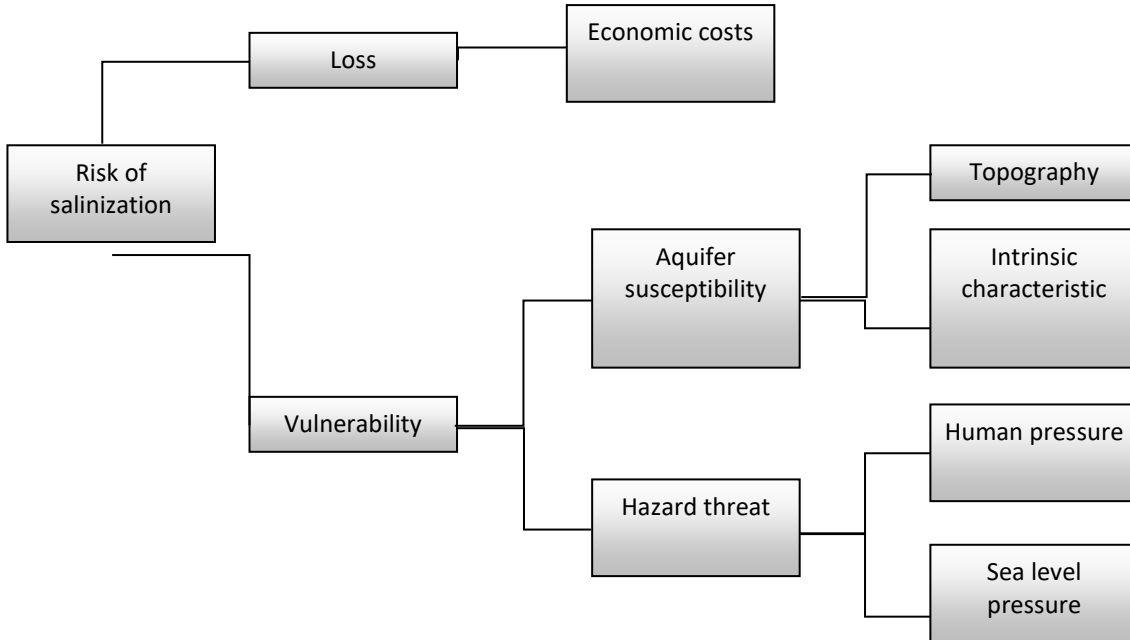 Economic costs
Loss
Risk of
salinization
Topography
Aquifer
susceptibility
Intrinsic
characteristic
Vulnerability
Human pressure
Hazard threat
Sea level
pressure